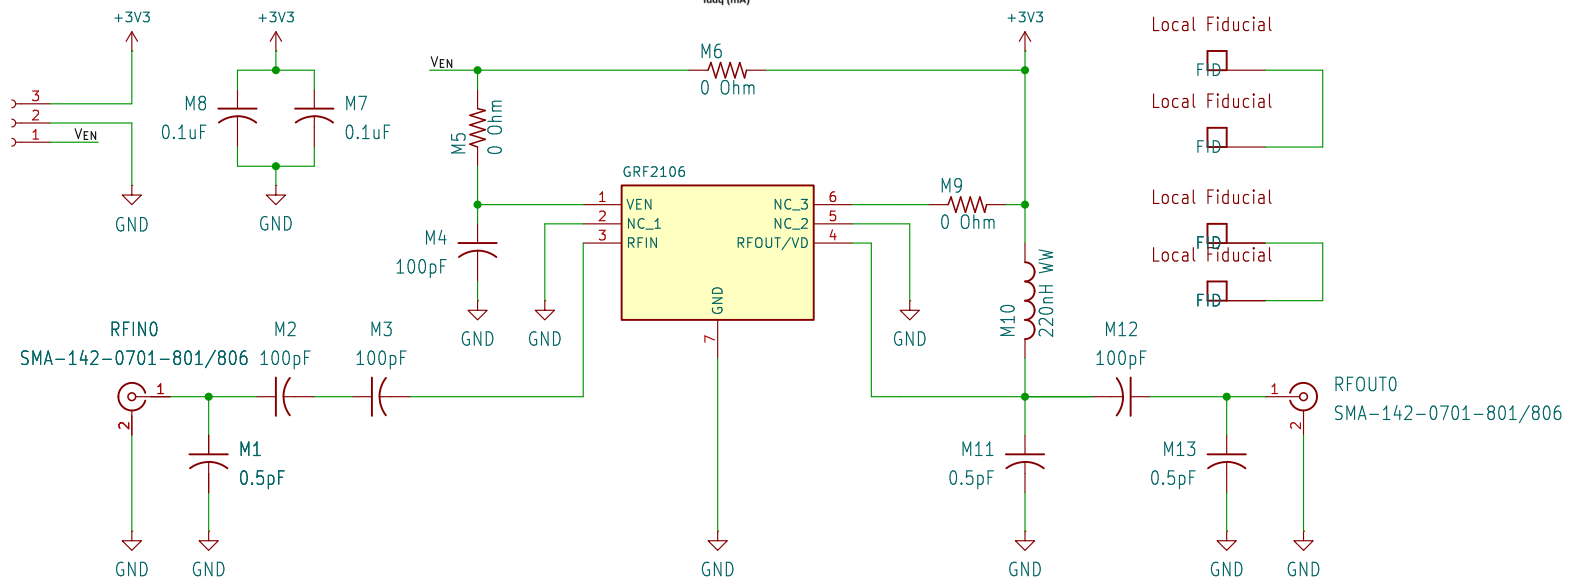 Iddq (mA)
+3V3
+3V3
+3V3
Local Fiducial
FID
Local Fiducial
FID
Local Fiducial
FID
Local Fiducial
FID
3
2
1
VEN
GND
M8
0.1uF
M7
0.1uF
GND
VEN
M6
0 Ohm
M5
0 Ohm
GRF2106
1
VEN
2
NC_1
3
RFIN
NC_3
6
NC_2
5
RFOUT/VD
4
GND
7
M9
0 Ohm
M4
100pF
GND
GND
GND
M10
220nH WW
RFIN0
SMA-142-0701-801/806
1
2
M2
100pF
M3
100pF
M12
100pF
RFOUT0
SMA-142-0701-801/806
1
2
M1
0.5pF
M11
0.5pF
M13
0.5pF
GND
GND
GND
GND
GND
GND